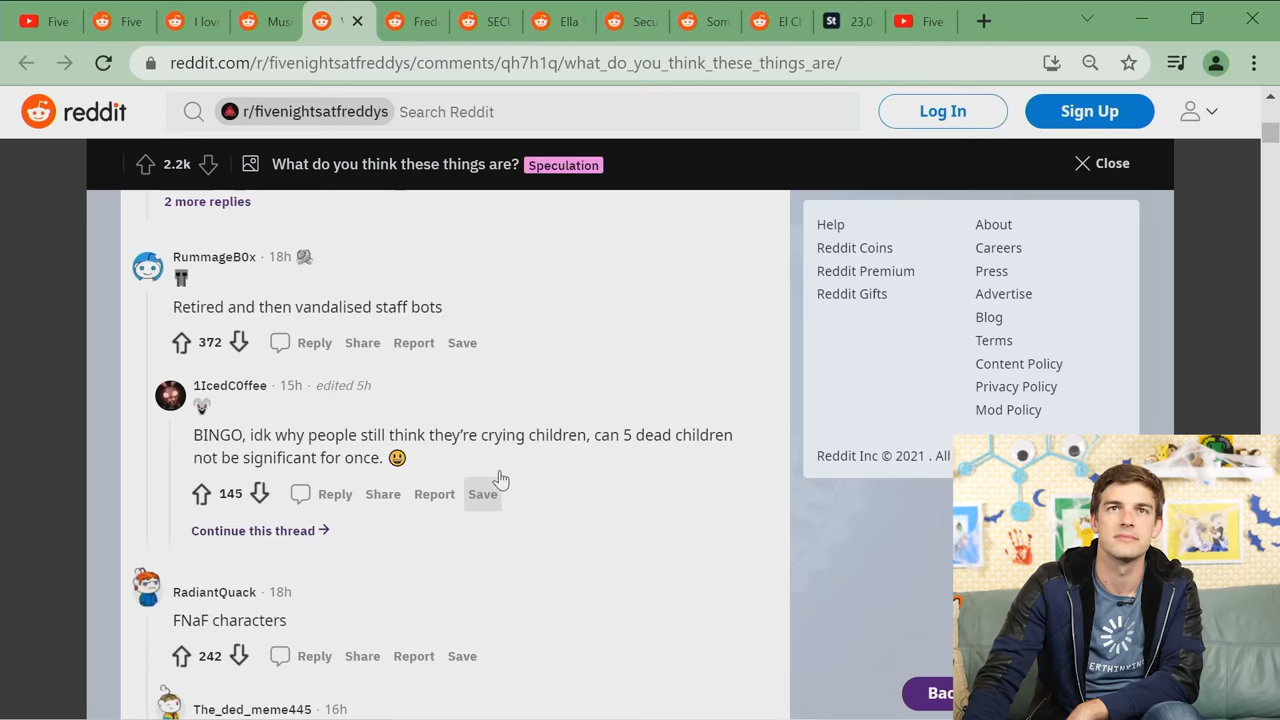 Five
Five
I love
Musi
Fred
SECU
Ella F
Secu
Som
El Ch
St
23,0
Five
reddit.com/r/fivenightsatfreddys/comments/qh7h1q/what_do_you_think_these_things_are/
reddit
r/fivenightsatfreddys
Search Reddit
Log In
Sign Up
2.2k
What do you think these things are?
Speculation
Close
2 more replies
RummageB0x · 18h
Retired and then vandalised staff bots
372 Reply Share Report Save
1IcedC0ffee · 15h · edited 5h
BINGO, idk why people still think they're crying children, can 5 dead children
not be significant for once. 😀
145 Reply Share Report Save
Continue this thread →
RadiantQuack · 18h
FNaF characters
242 Reply Share Report Save
The_ded_meme445 · 16h
Help
About
Reddit Coins
Careers
Reddit Premium
Press
Reddit Gifts
Advertise
Blog
Terms
Content Policy
Privacy Policy
Mod Policy
Reddit Inc © 2021 . All
Bac
ERTHINKING